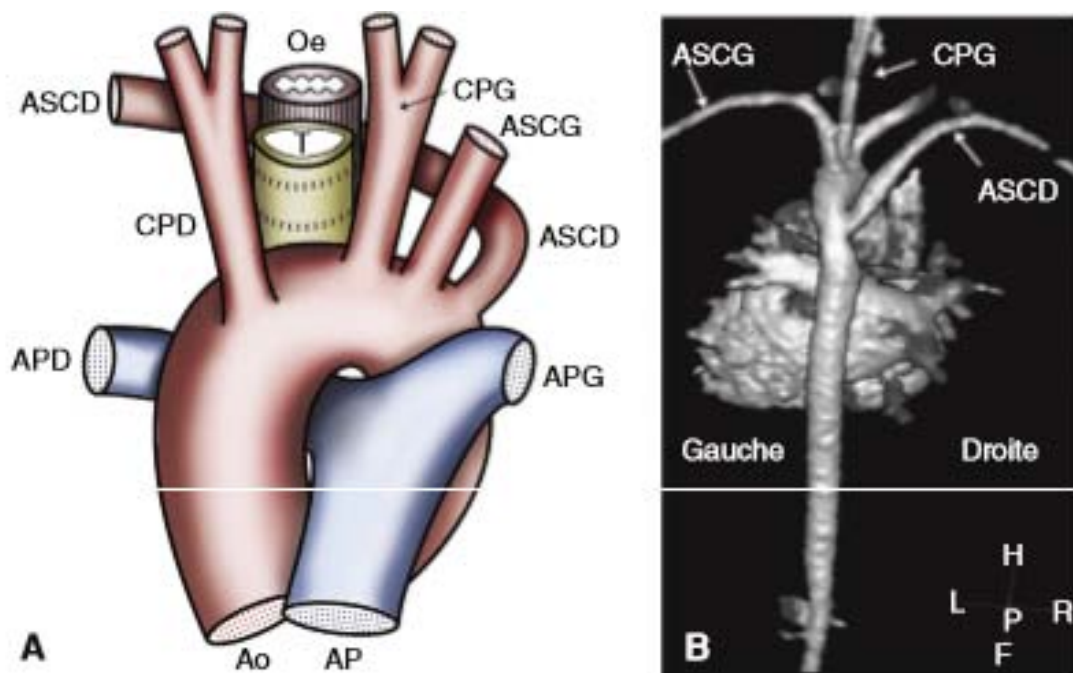 Oe
ASCD
CPG
ASCG
CPD
ASCD
APD
APG
A
Ao
AP
ASCG
CPG
ASCD
Gauche
Droite
H
L
P
R
F
B